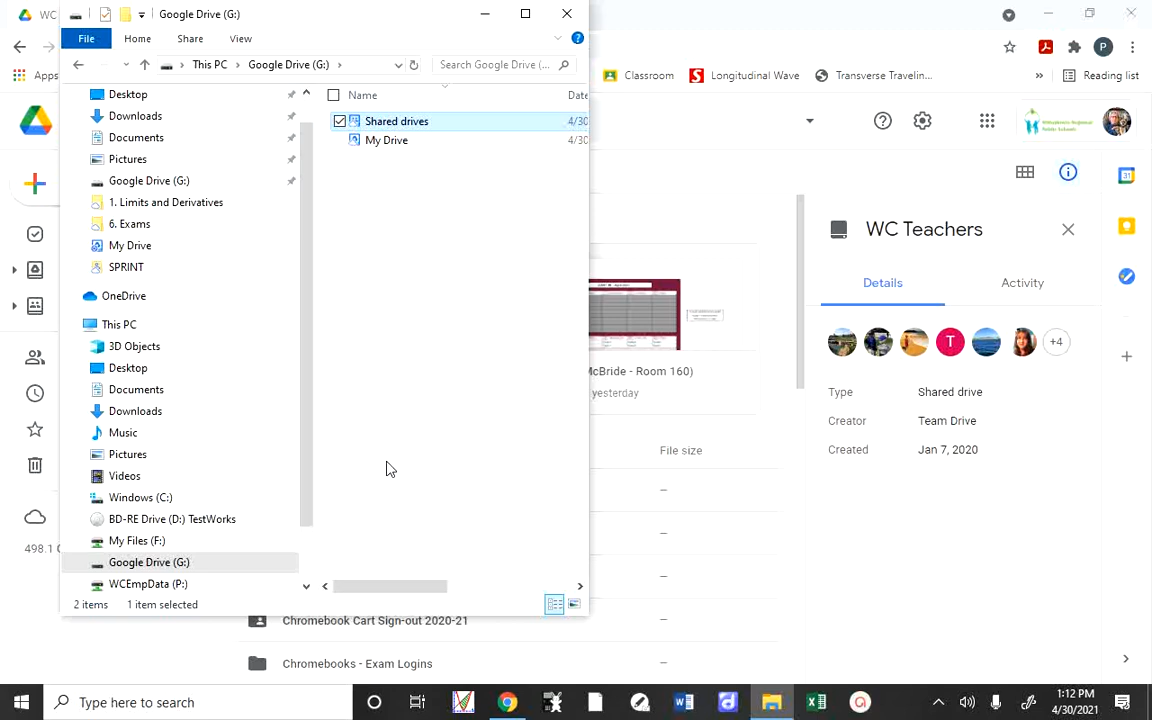 WC
Google Drive (G:)
File
Home
Share
View
This PC
Google Drive (G:)
Search Google Drive (...
Apps
Classroom
Longitudinal Wave
Transverse Travelin...
»
Reading list
P
Name
Date
Shared drives
4/30
My Drive
4/30
Desktop
Downloads
Documents
Pictures
Google Drive (G:)
1. Limits and Derivatives
6. Exams
My Drive
SPRINT
OneDrive
This PC
3D Objects
Desktop
Documents
Downloads
Music
Pictures
Videos
Windows (C:)
BD-RE Drive (D:) TestWorks
My Files (F:)
Google Drive (G:)
WCEmpData (P:)
2 items
1 item selected
498.1
31
WC Teachers
Details
Activity
T
+4
Type
Shared drive
Creator
Team Drive
Created
Jan 7, 2020
McBride - Room 160)
yesterday
File size
–
–
–
Chromebook Cart Sign-out 2020-21
–
Chromebooks - Exam Logins
–
Type here to search
1:12 PM
4/30/2021